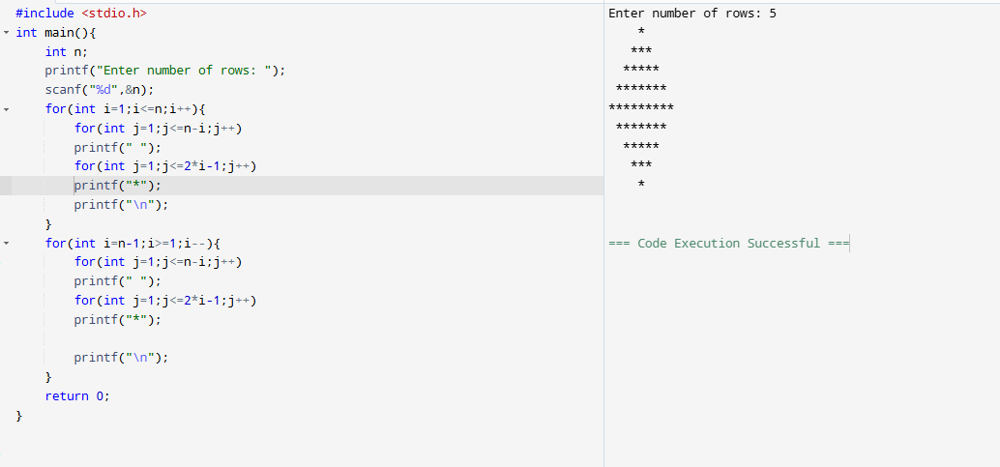 #include <stdio.h>
int main(){
    int n;
    printf("Enter number of rows: ");
    scanf("%d",&n);
    for(int i=1;i<=n;i++){
        for(int j=1;j<=n-i;j++)
        printf(" ");
        for(int j=1;j<=2*i-1;j++)
        printf("*");
        printf("\n");
    }
    for(int i=n-1;i>=1;i--){
        for(int j=1;j<=n-i;j++)
        printf(" ");
        for(int j=1;j<=2*i-1;j++)
        printf("*");

        printf("\n");
    }
    return 0;
}
Enter number of rows: 5
    *
   ***
  *****
 *******
*********
 *******
  *****
   ***
    *

=== Code Execution Successful ===